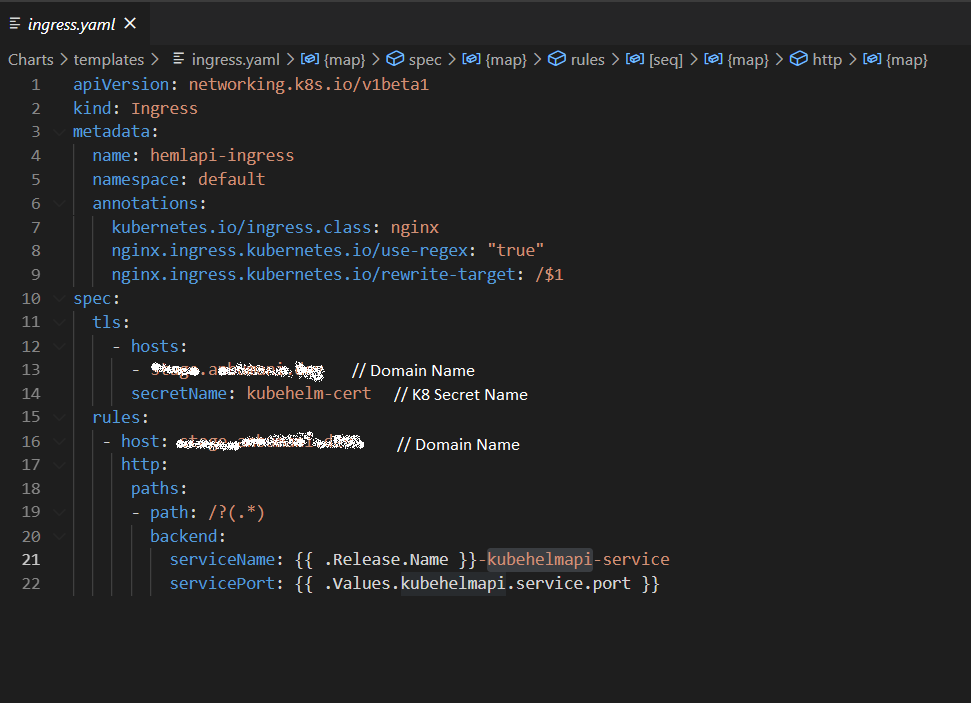 ingress.yaml
Charts > templates > ingress.yaml > {map} > spec > {map} > rules > [seq] > {map} > http > {map}
1 apiVersion: networking.k8s.io/v1beta1
2 kind: Ingress
3 metadata:
4 name: hemlapi-ingress
5 namespace: default
6 annotations:
7 kubernetes.io/ingress.class: nginx
8 nginx.ingress.kubernetes.io/use-regex: "true"
9 nginx.ingress.kubernetes.io/rewrite-target: /$1
10 spec:
11 tls:
12 - hosts:
13 - // Domain Name
14 secretName: kubehelm-cert // K8 Secret Name
15 rules:
16 - host: // Domain Name
17 http:
18 paths:
19 - path: /?(.*)
20 backend:
21 serviceName: {{ .Release.Name }}-kubehelmapi-service
22 servicePort: {{ .Values.kubehelmapi.service.port }}